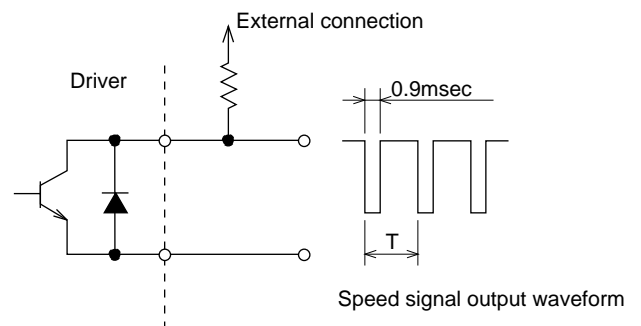 External connection
Driver
0.9msec
T
Speed signal output waveform